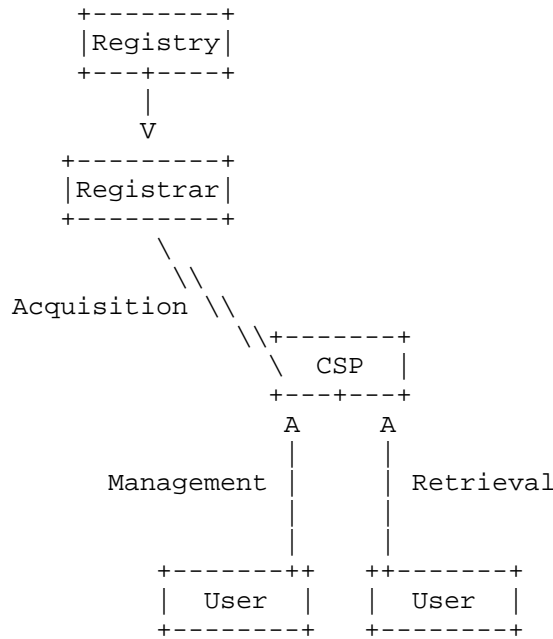 Registry
V
Registrar
Acquisition
CSP
A A
Management Retrieval
User User